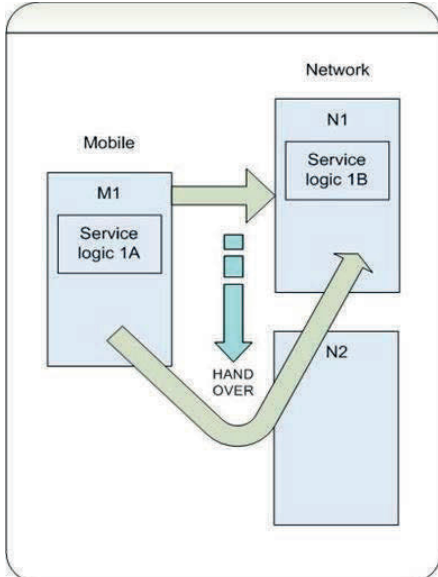 Network
Mobile
N1
Service
logic 1B
M1
Service
logic 1A
N2
HAND
OVER